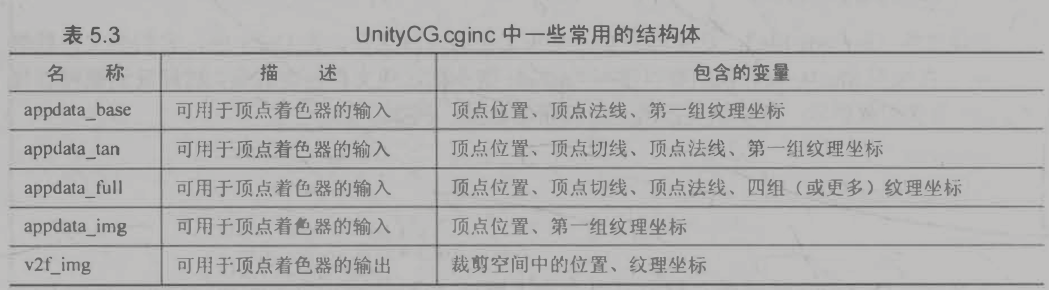 表 5.3 UnityCG.cginc 中一些常用的结构体
名 称 描 述 包含的变量
appdata_base 可用于顶点着色器的输入 顶点位置、顶点法线、第一组纹理坐标
appdata_tan 可用于顶点着色器的输入 顶点位置、顶点切线、顶点法线、第一组纹理坐标
appdata_full 可用于顶点着色器的输入 顶点位置、顶点切线、顶点法线、四组（或更多）纹理坐标
appdata_img 可用于顶点着色器的输入 顶点位置、第一组纹理坐标
v2f_img 可用于顶点着色器的输出 裁剪空间中的位置、纹理坐标